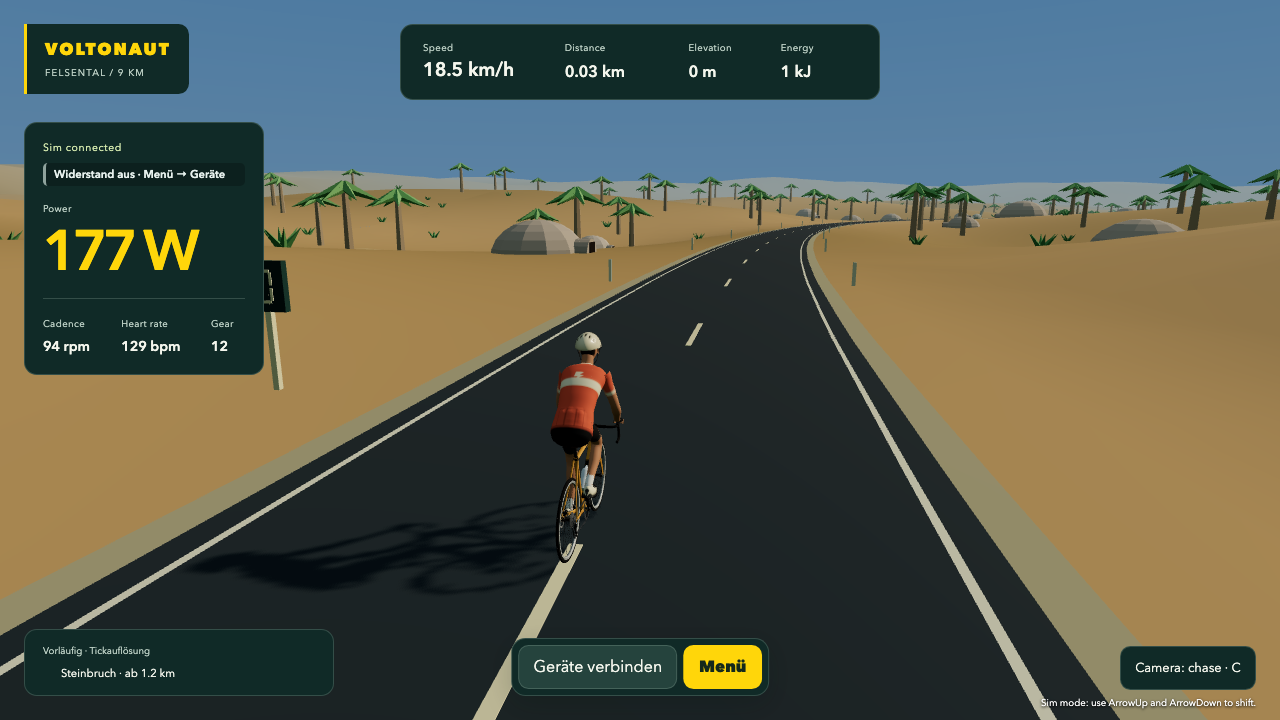 VOLTONAUT
FELSENTAL / 9 KM
Speed
18.5 km/h
Distance
0.03 km
Elevation
0 m
Energy
1 kJ
Sim connected
Widerstand aus · Menü → Geräte
Power
177 W
Cadence
94 rpm
Heart rate
129 bpm
Gear
12
Vorläufig · Tickauflösung
Steinbruch · ab 1.2 km
Geräte verbinden
Menü
Camera: chase · C
Sim mode: use ArrowUp and ArrowDown to shift.